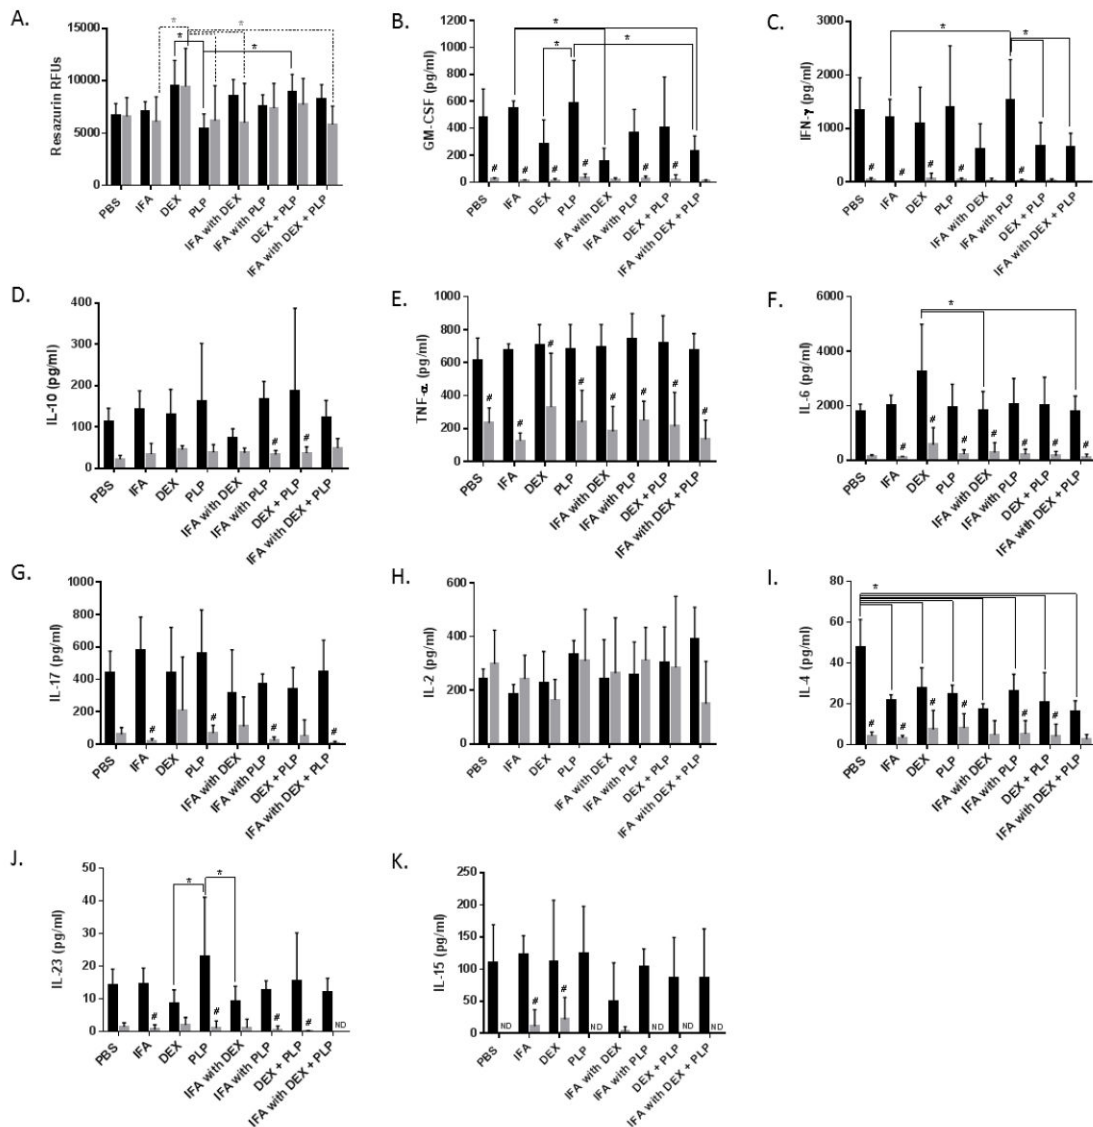 A.
*
*
*
*
Resazurin RFUs
15000
10000
5000
0
PBS
IFA
DEX
PLP
IFA with DEX
IFA with PLP
DEX + PLP
IFA with DEX + PLP
B.
*
*
*
GM-CSF (pg/ml)
1200
1000
800
600
400
200
0
# # # # # #
PBS
IFA
DEX
PLP
IFA with DEX
IFA with PLP
DEX + PLP
IFA with DEX + PLP
C.
*
*
IFN-γ (pg/ml)
3000
2000
1000
0
# # # # #
PBS
IFA
DEX
PLP
IFA with DEX
IFA with PLP
DEX + PLP
IFA with DEX + PLP
D.
IL-10 (pg/ml)
400
300
200
100
0
# #
PBS
IFA
DEX
PLP
IFA with DEX
IFA with PLP
DEX + PLP
IFA with DEX + PLP
E.
TNF-α (pg/ml)
1000
800
600
400
200
0
# # # # # # # #
PBS
IFA
DEX
PLP
IFA with DEX
IFA with PLP
DEX + PLP
IFA with DEX + PLP
F.
*
IL-6 (pg/ml)
6000
4000
2000
0
# # # # # # #
PBS
IFA
DEX
PLP
IFA with DEX
IFA with PLP
DEX + PLP
IFA with DEX + PLP
G.
IL-17 (pg/ml)
1000
800
600
400
200
0
# # # #
PBS
IFA
DEX
PLP
IFA with DEX
IFA with PLP
DEX + PLP
IFA with DEX + PLP
H.
IL-2 (pg/ml)
600
400
200
0
PBS
IFA
DEX
PLP
IFA with DEX
IFA with PLP
DEX + PLP
IFA with DEX + PLP
I.
*
IL-4 (pg/ml)
80
60
40
20
0
# # # # # #
PBS
IFA
DEX
PLP
IFA with DEX
IFA with PLP
DEX + PLP
IFA with DEX + PLP
J.
* *
IL-23 (pg/ml)
50
40
30
20
10
0
# # # # ND
PBS
IFA
DEX
PLP
IFA with DEX
IFA with PLP
DEX + PLP
IFA with DEX + PLP
K.
IL-15 (pg/ml)
250
200
150
100
50
0
ND # # ND ND ND ND
PBS
IFA
DEX
PLP
IFA with DEX
IFA with PLP
DEX + PLP
IFA with DEX + PLP